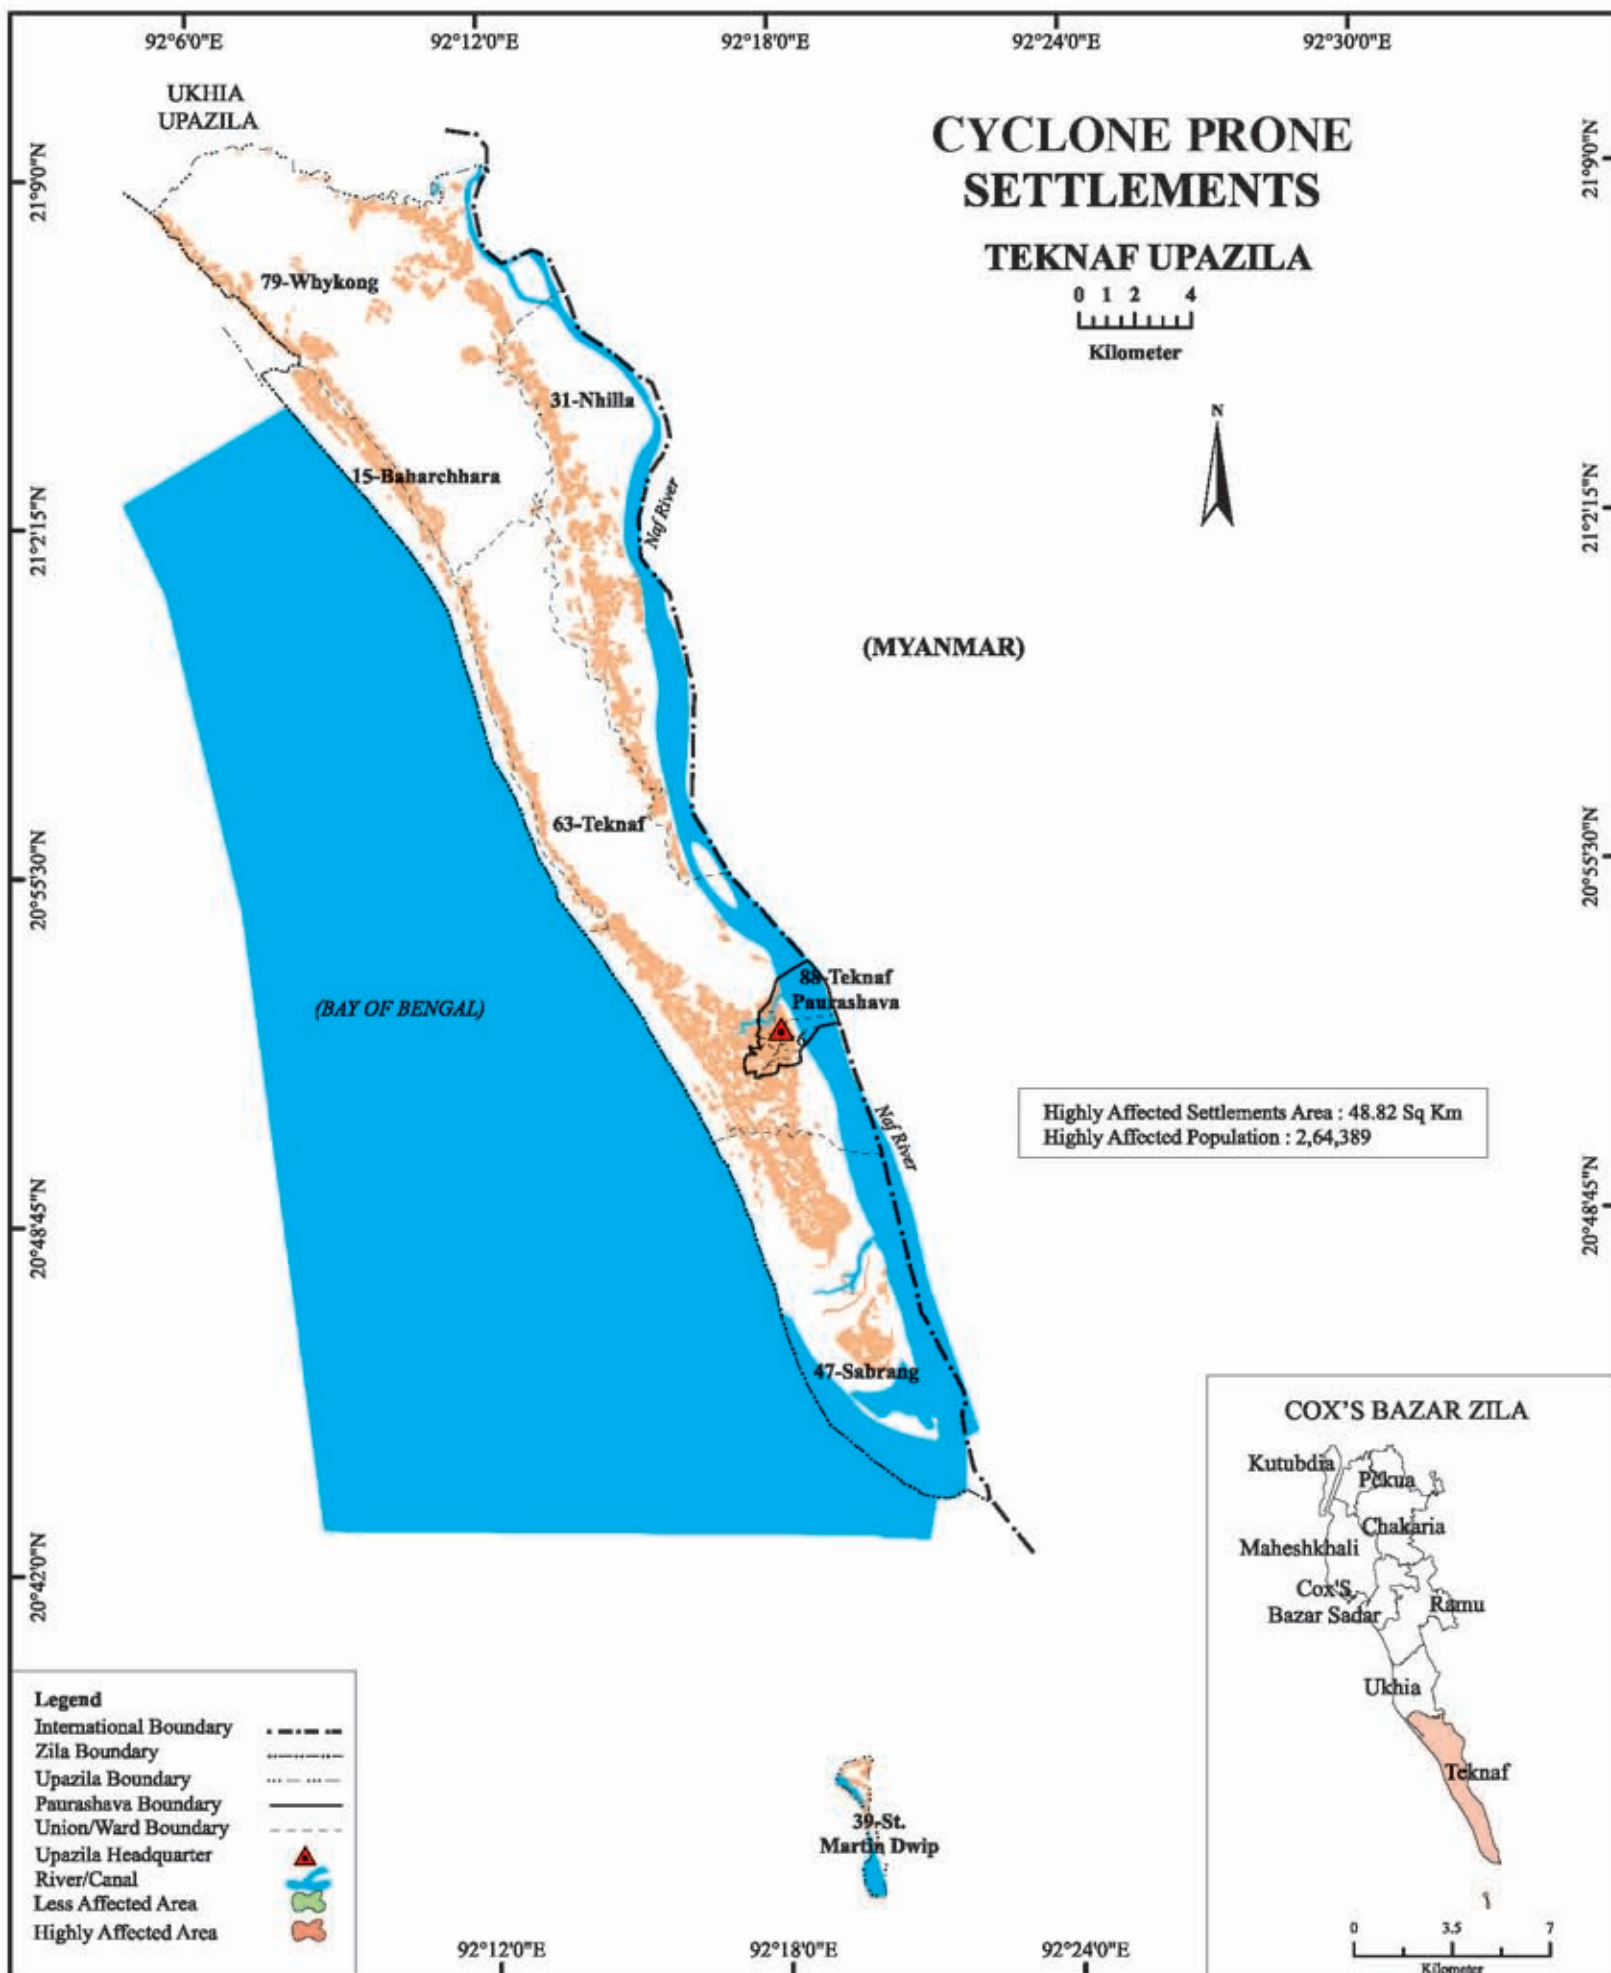 92°6'0"E
92°12'0"E
92°18'0"E
92°24'0"E
92°30'0"E
UKHIA
UPAZILA
CYCLONE PRONE
SETTLEMENTS
TEKNAF UPAZILA
0 1 2 4
Kilometer
21°9'0"N
21°9'0"N
79-Whykong
31-Nhilla
N
15-Baharchhara
21°2'15"N
21°2'15"N
Naf River
(MYANMAR)
63-Teknaf
20°55'30"N
20°55'30"N
88-Teknaf
Paurashava
(BAY OF BENGAL)
Highly Affected Settlements Area : 48.82 Sq Km
Highly Affected Population : 2,64,389
Naf River
20°48'45"N
20°48'45"N
47-Sabrang
COX'S BAZAR ZILA
Kutubdia
Pekua
Chakaria
Maheshkhali
Cox'S
Bazar Sadar
Ramu
Ukhia
Teknaf
0 3.5 7
Kilometer
20°42'0"N
Legend
International Boundary
Zila Boundary
Upazila Boundary
Paurashava Boundary
Union/Ward Boundary
Upazila Headquarter
River/Canal
Less Affected Area
Highly Affected Area
39-St.
Martin Dwip
92°12'0"E
92°18'0"E
92°24'0"E